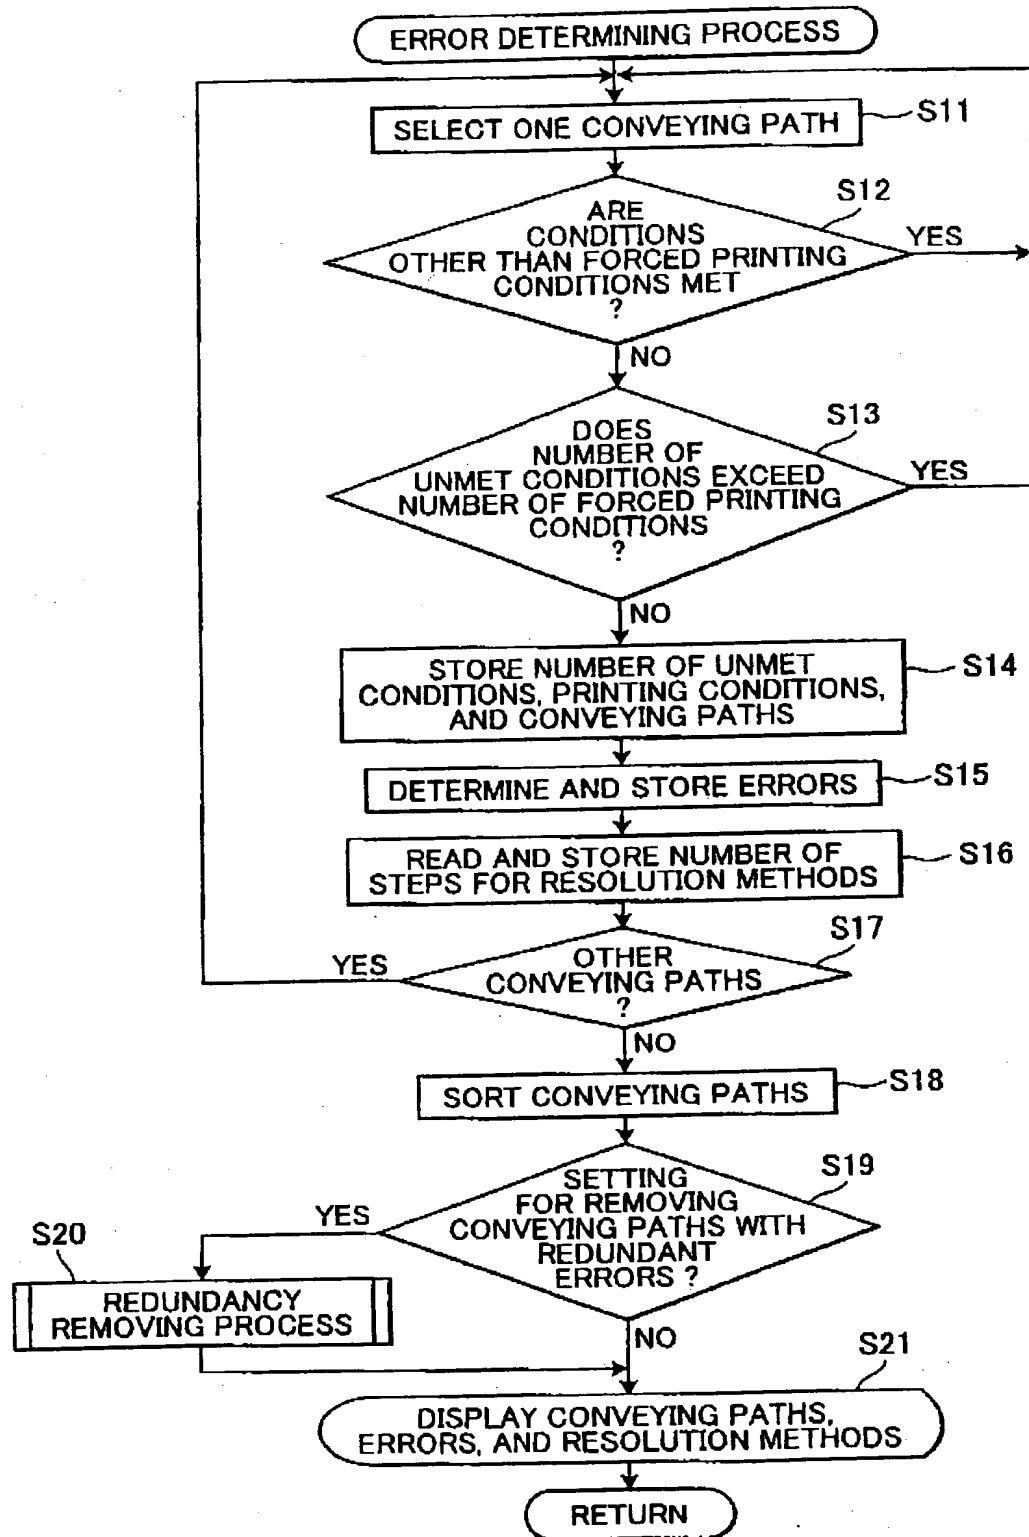 ERROR DETERMINING PROCESS
SELECT ONE CONVEYING PATH
S11
ARE
CONDITIONS
OTHER THAN FORCED PRINTING
CONDITIONS MET
?
S12
YES
NO
DOES
NUMBER OF
UNMET CONDITIONS EXCEED
NUMBER OF FORCED PRINTING
CONDITIONS
?
S13
YES
NO
STORE NUMBER OF UNMET
CONDITIONS, PRINTING CONDITIONS,
AND CONVEYING PATHS
S14
DETERMINE AND STORE ERRORS
S15
READ AND STORE NUMBER OF
STEPS FOR RESOLUTION METHODS
S16
OTHER
CONVEYING PATHS
?
S17
YES
NO
SORT CONVEYING PATHS
S18
SETTING
FOR REMOVING
CONVEYING PATHS WITH
REDUNDANT
ERRORS ?
S19
YES
S20
REDUNDANCY
REMOVING PROCESS
NO
S21
DISPLAY CONVEYING PATHS,
ERRORS, AND RESOLUTION METHODS
RETURN